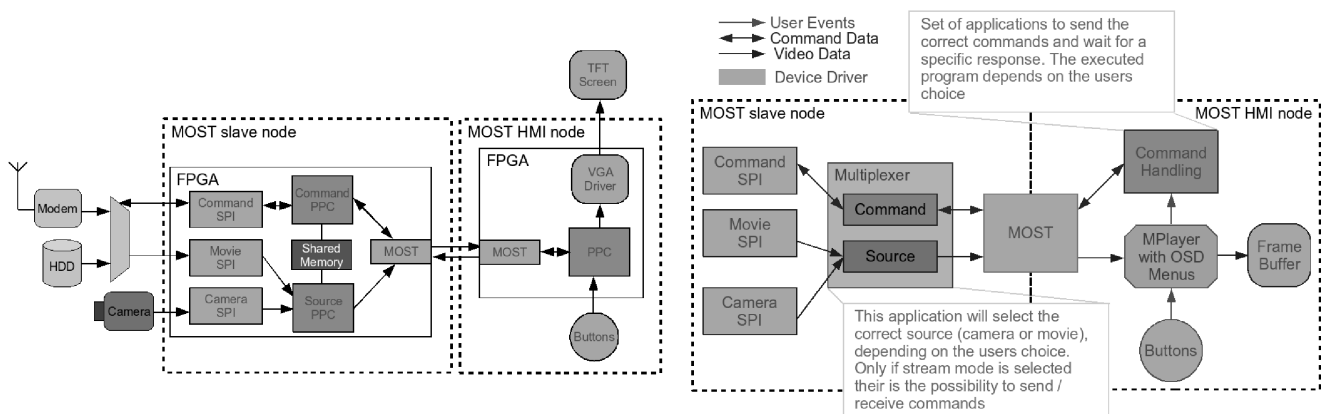 TFT
Screen
MOST slave node
MOST HMI node
FPGA
FPGA
VGA
Driver
Modem
HDD
Camera
Command
SPI
Command
PPC
Movie
SPI
Shared
Memory
Camera
SPI
Source
PPC
MOST
MOST
PPC
Buttons
User Events
Command Data
Video Data
Device Driver
Set of applications to send the
correct commands and wait for a
specific response. The executed
program depends on the users
choice
MOST slave node
MOST HMI node
Command
SPI
Movie
SPI
Camera
SPI
Multiplexer
Command
Source
MOST
Command
Handling
MPlayer
with OSD
Menus
Frame
Buffer
Buttons
This application will select the
correct source (camera or movie),
depending on the users choice.
Only if stream mode is selected
their is the possibility to send /
receive commands